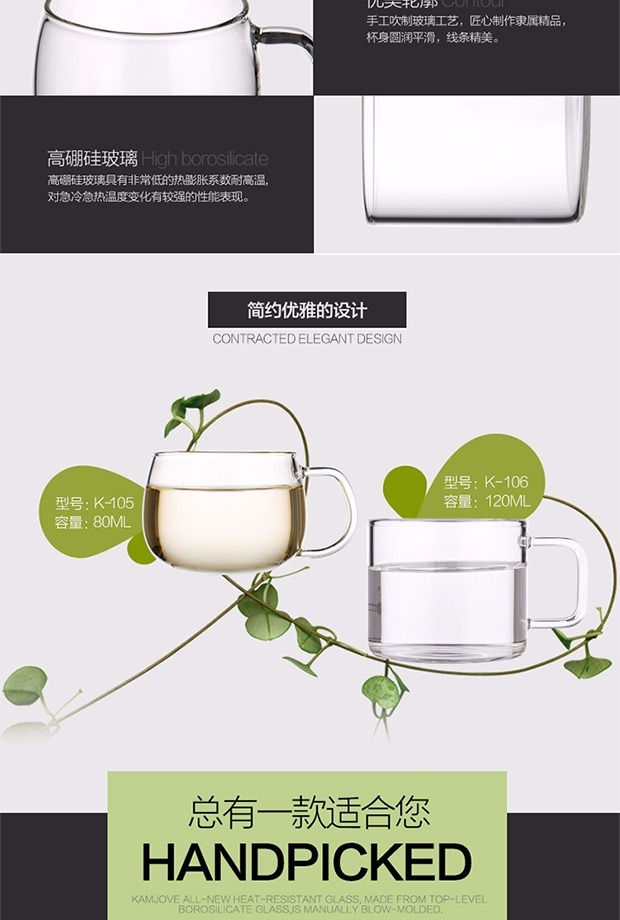 优美轮廓 Contour
手工吹制玻璃工艺，匠心制作隶属精品，
杯身圆润平滑，线条精美。
高硼硅玻璃 High borosilicate
高硼硅玻璃具有非常低的热膨胀系数耐高温，
对急冷急热温度变化有较强的性能表现。
简约优雅的设计
CONTRACTED ELEGANT DESIGN
型号：K-105
容量：80ML
型号：K-106
容量：120ML
总有一款适合您
HANDPICKED
KAMJOVE ALL-NEW HEAT-RESISTANT GLASS, MADE FROM TOP-LEVEL
BOROSILICATE GLASS,IS MANUALLY BLOW-MOLDED.